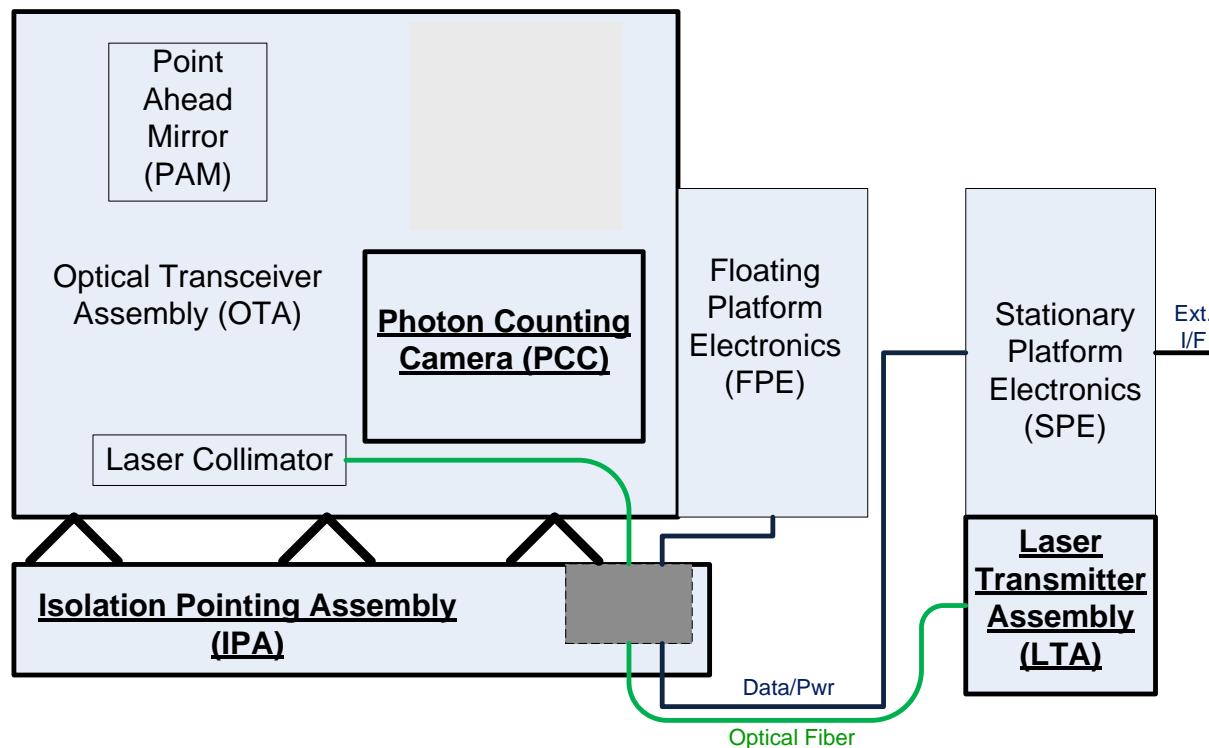 Point
Ahead
Mirror
(PAM)
Optical Transceiver
Assembly (OTA)
Photon Counting
Camera (PCC)
Laser Collimator
Floating
Platform
Electronics
(FPE)
Stationary
Platform
Electronics
(SPE)
Ext.
I/F
Isolation Pointing Assembly
(IPA)
Laser
Transmitter
Assembly
(LTA)
Data/Pwr
Optical Fiber